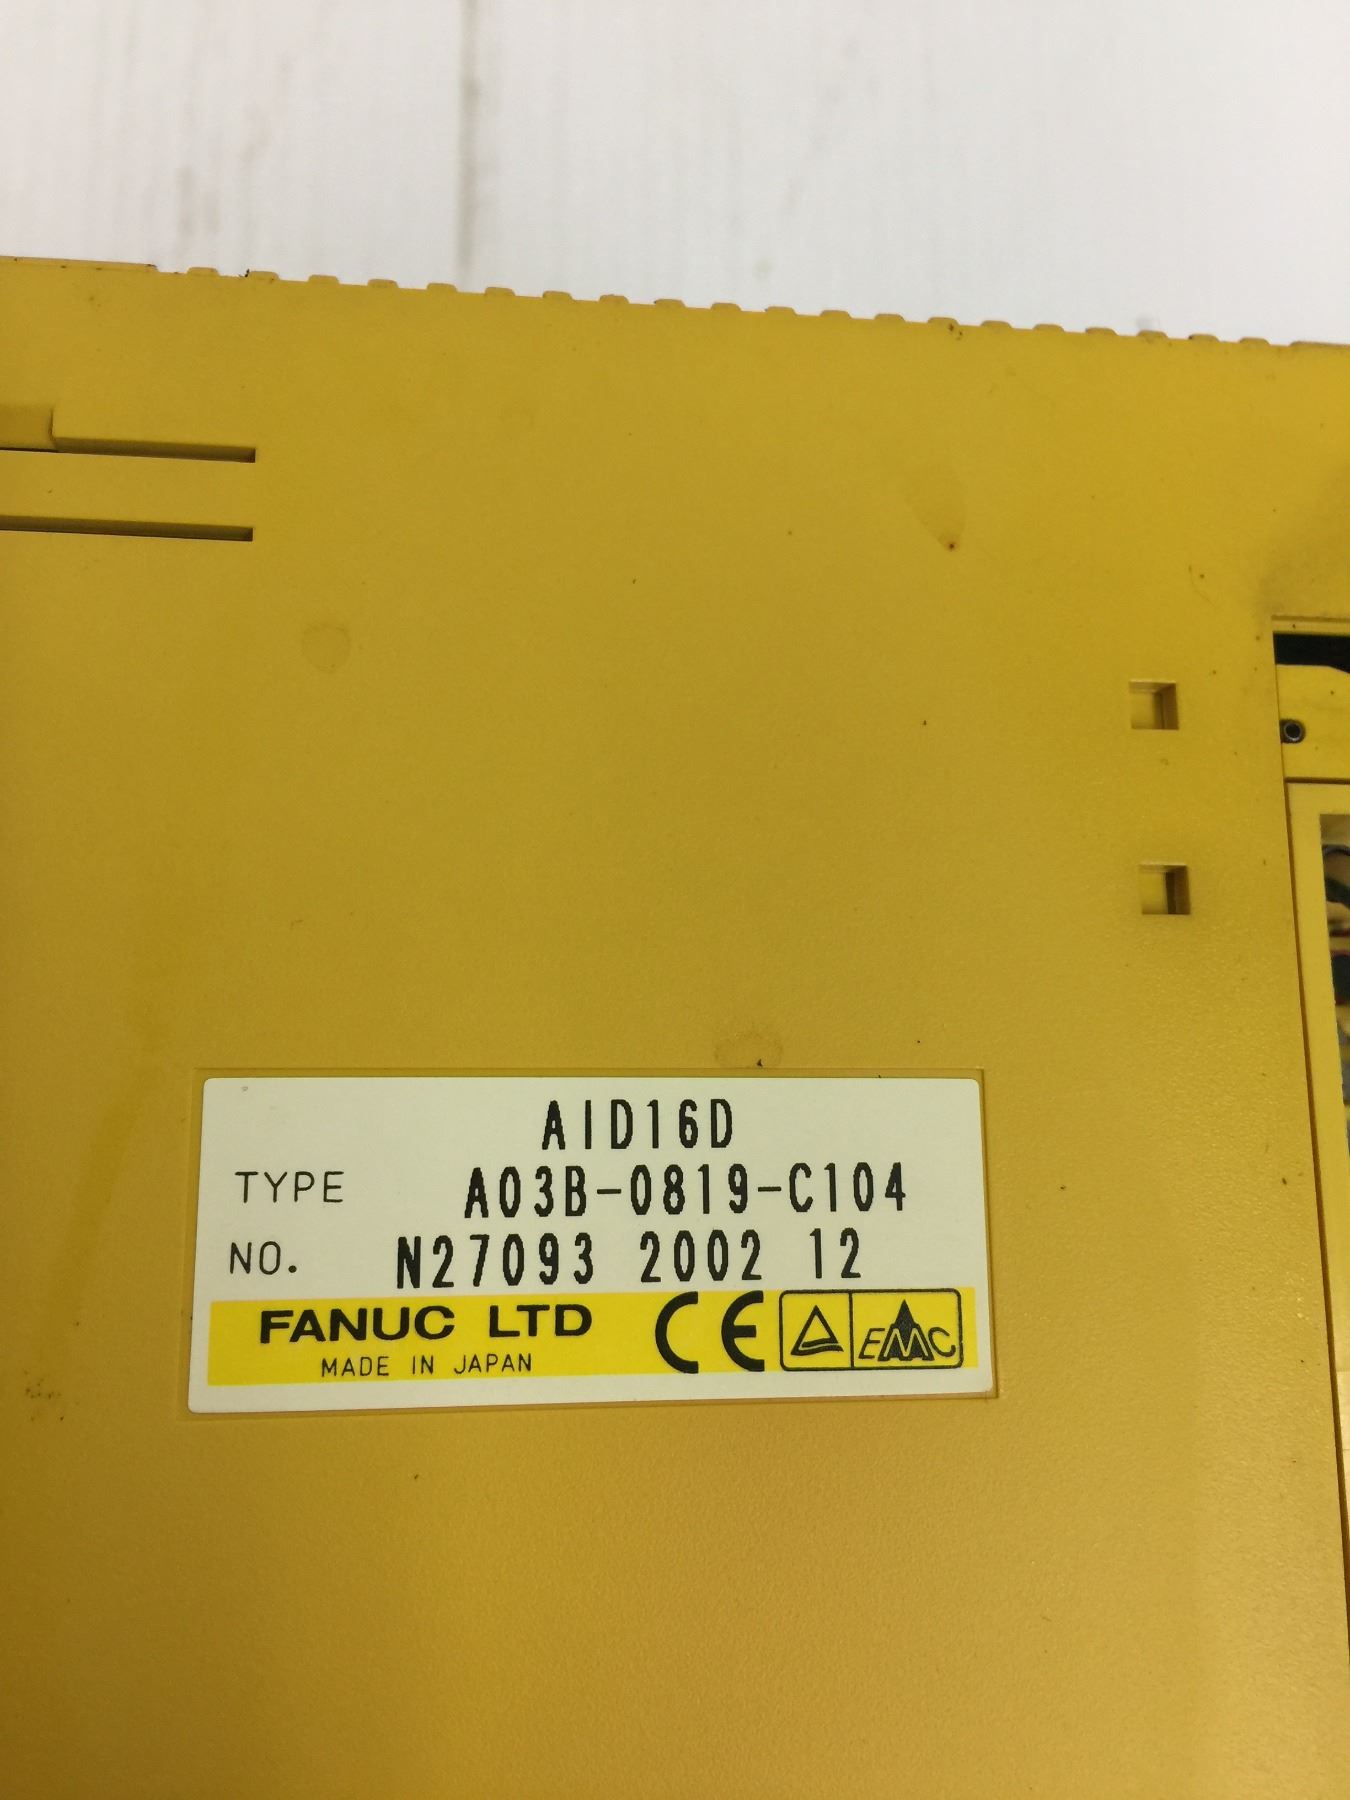 AID16D
TYPE A03B-0819-C104
NO. N27093 2002 12
FANUC LTD CE EMC
MADE IN JAPAN